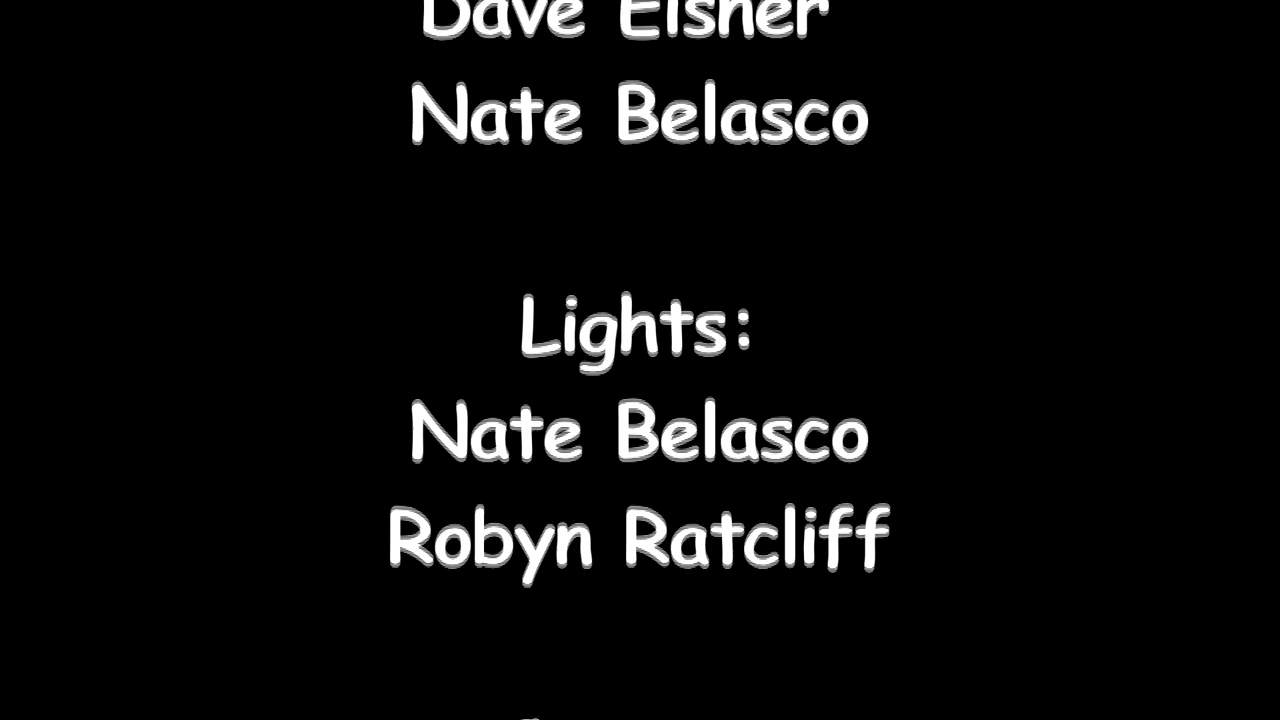 Dave Eisner
Nate Belasco
Lights:
Nate Belasco
Robyn Ratcliff